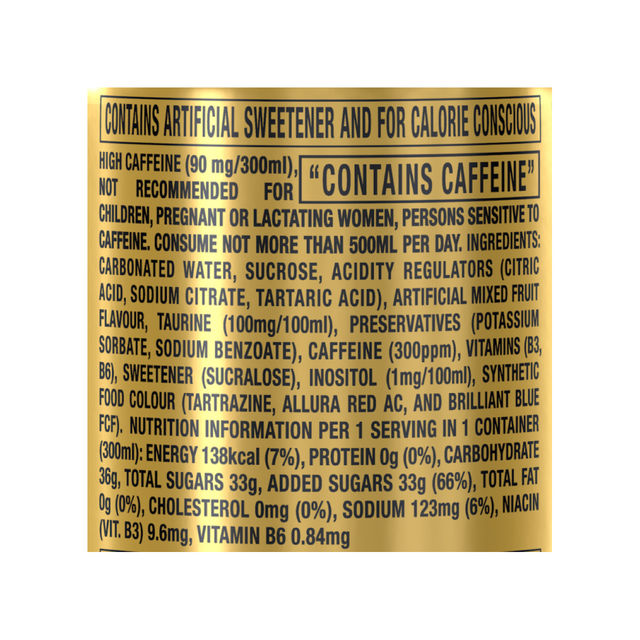 CONTAINS ARTIFICIAL SWEETENER AND FOR CALORIE CONSCIOUS
HIGH CAFFEINE (90 mg/300ml),
"CONTAINS CAFFEINE"
NOT RECOMMENDED FOR
CHILDREN, PREGNANT OR LACTATING WOMEN, PERSONS SENSITIVE TO
CAFFEINE. CONSUME NOT MORE THAN 500ML PER DAY. INGREDIENTS:
CARBONATED WATER, SUCROSE, ACIDITY REGULATORS (CITRIC
ACID, SODIUM CITRATE, TARTARIC ACID), ARTIFICIAL MIXED FRUIT
FLAVOUR, TAURINE (100mg/100ml), PRESERVATIVES (POTASSIUM
SORBATE, SODIUM BENZOATE), CAFFEINE (300ppm), VITAMINS (B3,
B6), SWEETENER (SUCRALOSE), INOSITOL (1mg/100ml), SYNTHETIC
FOOD COLOUR (TARTRAZINE, ALLURA RED AC, AND BRILLIANT BLUE
FCF). NUTRITION INFORMATION PER 1 SERVING IN 1 CONTAINER
(300ml): ENERGY 138kcal (7%), PROTEIN 0g (0%), CARBOHYDRATE
36g, TOTAL SUGARS 33g, ADDED SUGARS 33g (66%), TOTAL FAT
0g (0%), CHOLESTEROL 0mg (0%), SODIUM 123mg (6%), NIACIN
(VIT. B3) 9.6mg, VITAMIN B6 0.84mg